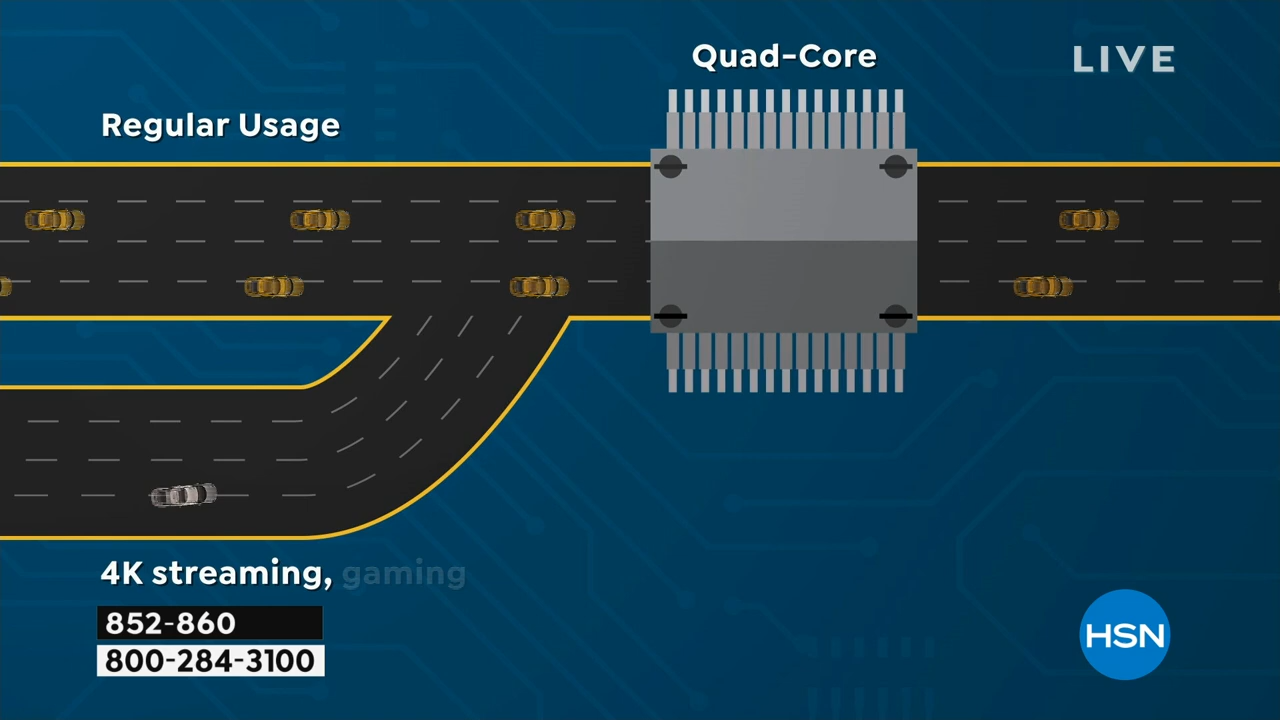 Quad-Core
LIVE
Regular Usage
4K streaming, gaming
852-860
800-284-3100
HSN